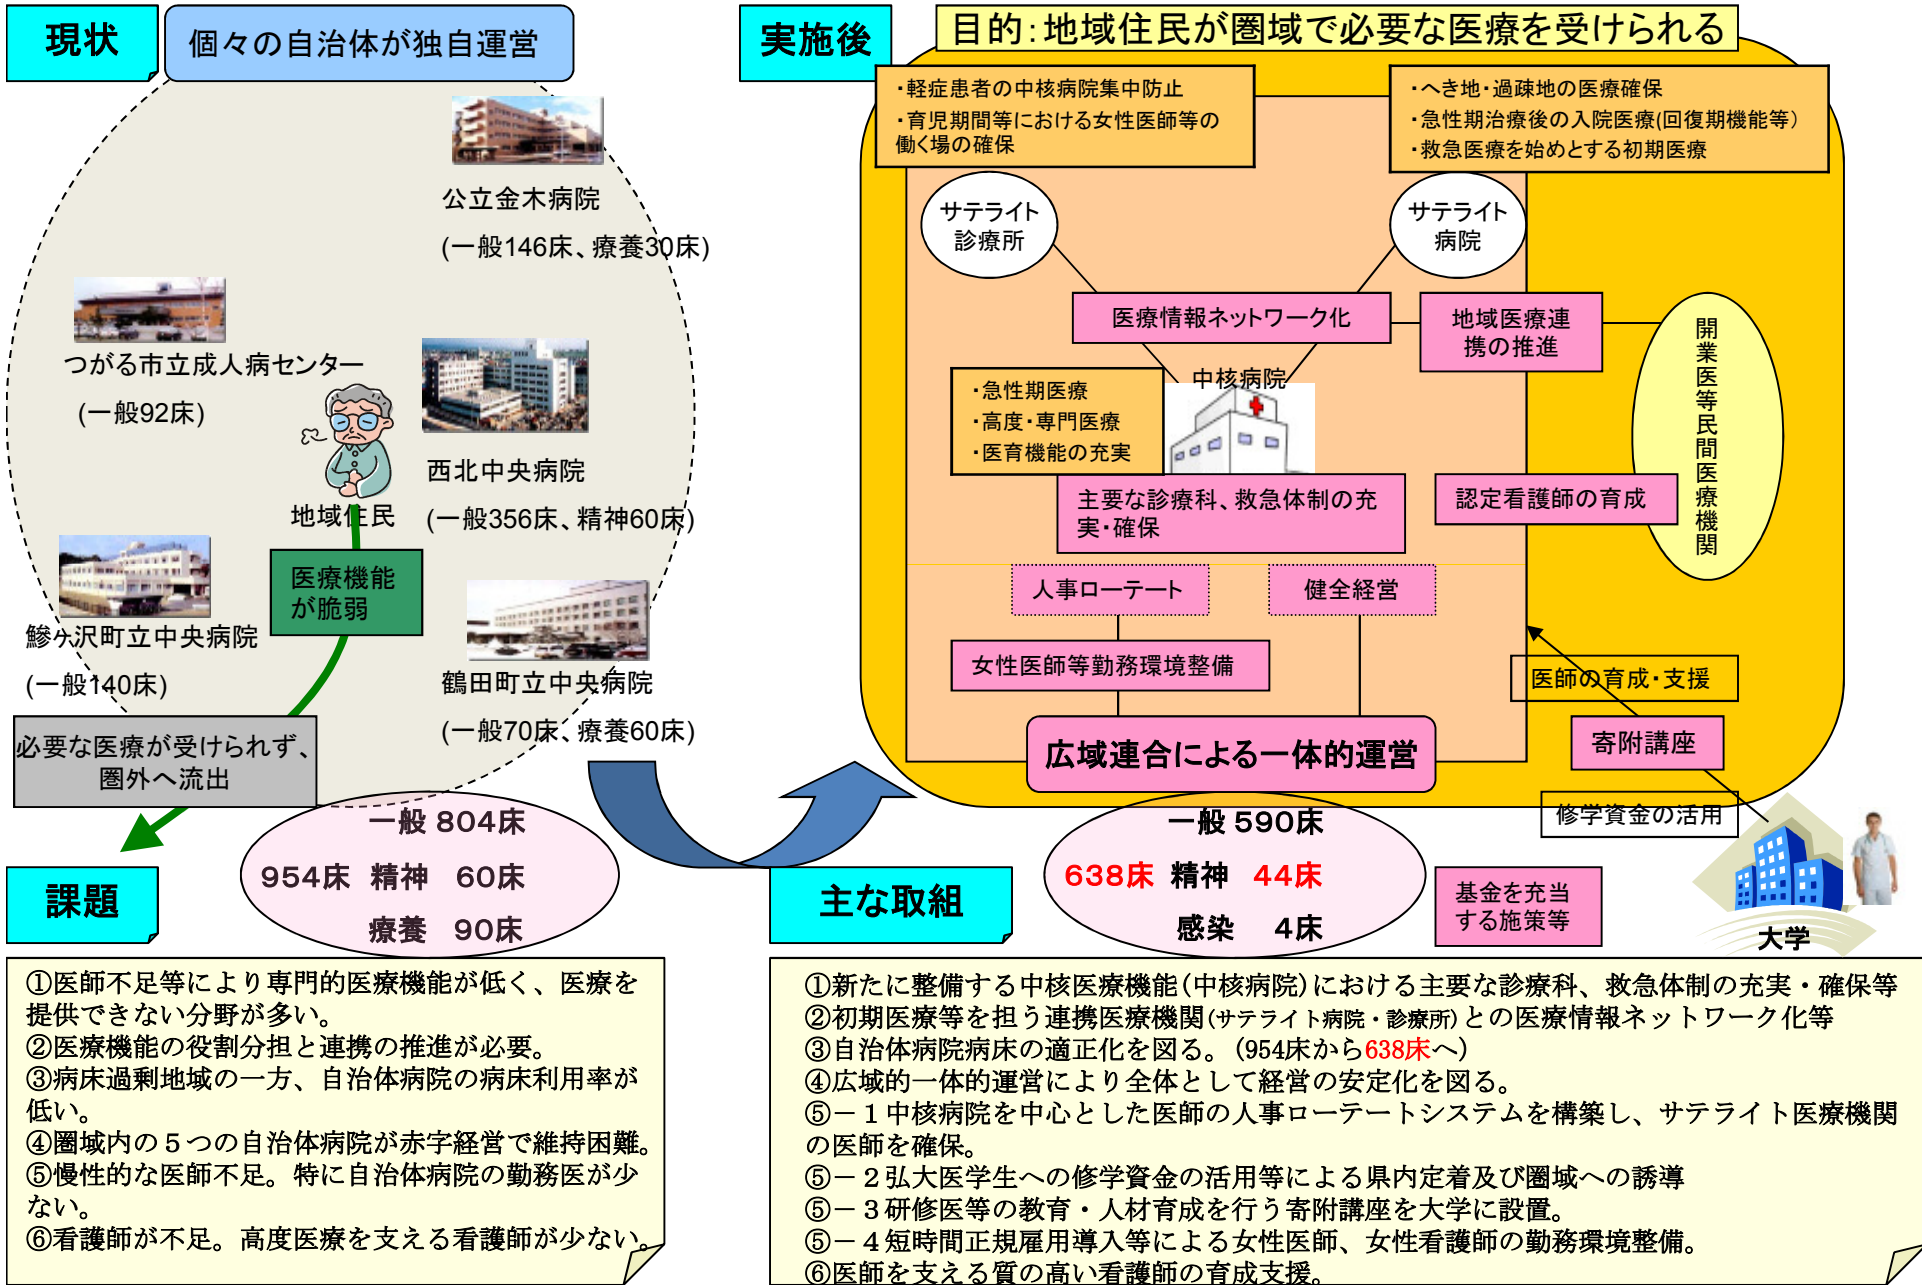 現状
個々の自治体が独自運営
公立金木病院
(一般146床、療養30床)
つがる市立成人病センター
(一般92床)
西北中央病院
(一般356床、精神60床)
地域住民
医療機能
が脆弱
鰺ヶ沢町立中央病院
(一般140床)
鶴田町立中央病院
(一般70床、療養60床)
必要な医療が受けられず、
圏外へ流出
一般 804床
954床 精神 60床
療養 90床
課題
①医師不足等により専門的医療機能が低く、医療を
提供できない分野が多い。
②医療機能の役割分担と連携の推進が必要。
③病床過剰地域の一方、自治体病院の病床利用率が
低い。
④圏域内の５つの自治体病院が赤字経営で維持困難。
⑤慢性的な医師不足。特に自治体病院の勤務医が少
ない。
⑥看護師が不足。高度医療を支える看護師が少ない。
実施後
目的：地域住民が圏域で必要な医療を受けられる
・軽症患者の中核病院集中防止
・育児期間等における女性医師等の
働く場の確保
・へき地・過疎地の医療確保
・急性期治療後の入院医療(回復期機能等）
・救急医療を始めとする初期医療
サテライト
診療所
サテライト
病院
医療情報ネットワーク化
地域医療連
携の推進
開業医等民間医療機関
中核病院
・急性期医療
・高度・専門医療
・医育機能の充実
主要な診療科、救急体制の充
実・確保
認定看護師の育成
人事ローテート
健全経営
女性医師等勤務環境整備
医師の育成・支援
寄附講座
広域連合による一体的運営
修学資金の活用
一般 590床
638床 精神 44床
感染 4床
基金を充当
する施策等
大学
主な取組
①新たに整備する中核医療機能(中核病院)における主要な診療科、救急体制の充実・確保等
②初期医療等を担う連携医療機関(サテライト病院・診療所)との医療情報ネットワーク化等
③自治体病院病床の適正化を図る。(954床から638床へ)
④広域的一体的運営により全体として経営の安定化を図る。
⑤－１中核病院を中心とした医師の人事ローテートシステムを構築し、サテライト医療機関
の医師を確保。
⑤－２弘大医学生への修学資金の活用等による県内定着及び圏域への誘導
⑤－３研修医等の教育・人材育成を行う寄附講座を大学に設置。
⑤－４短時間正規雇用導入等による女性医師、女性看護師の勤務環境整備。
⑥医師を支える質の高い看護師の育成支援。